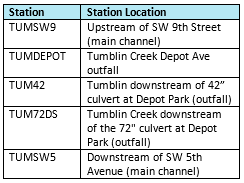 Station Station Location
TUMSW9 Upstream of SW 9th Street
(main channel)
TUMDEPOT Tumblin Creek Depot Ave
outfall
TUM42 Tumblin downstream of 42”
culvert at Depot Park (outfall)
TUM72DS Tumblin Creek downstream
of the 72" culvert at Depot
Park (outfall)
TUMSW5 Downstream of SW 5th
Avenue (main channel)